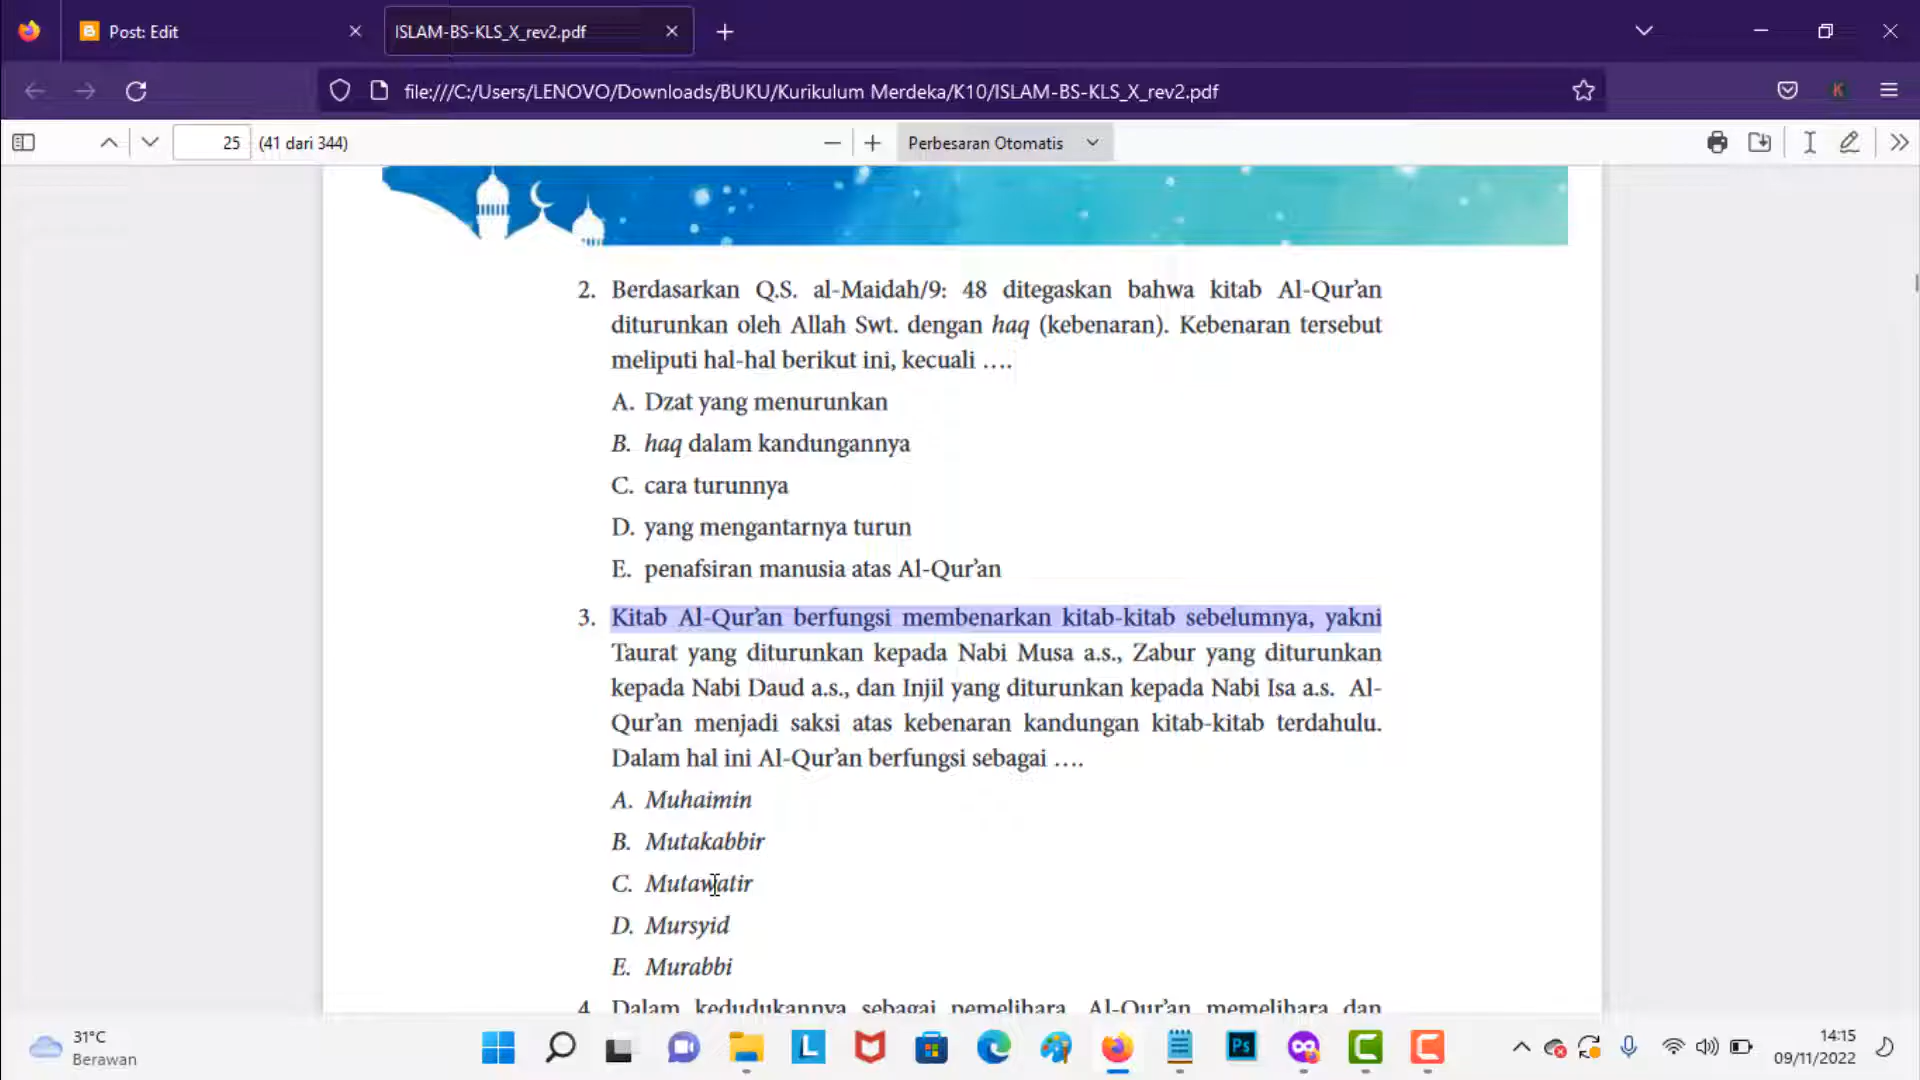 Post: Edit
ISLAM-BS-KLS_X_rev2.pdf
file:///C:/Users/LENOVO/Downloads/BUKU/Kurikulum Merdeka/K10/ISLAM-BS-KLS_X_rev2.pdf
K
25 (41 dari 344)
Perbesaran Otomatis
2. Berdasarkan Q.S. al-Maidah/9: 48 ditegaskan bahwa kitab Al-Qur’an
diturunkan oleh Allah Swt. dengan haq (kebenaran). Kebenaran tersebut
meliputi hal-hal berikut ini, kecuali ….
A. Dzat yang menurunkan
B. haq dalam kandungannya
C. cara turunnya
D. yang mengantarnya turun
E. penafsiran manusia atas Al-Qur’an
3. Kitab Al-Qur’an berfungsi membenarkan kitab-kitab sebelumnya, yakni
Taurat yang diturunkan kepada Nabi Musa a.s., Zabur yang diturunkan
kepada Nabi Daud a.s., dan Injil yang diturunkan kepada Nabi Isa a.s. Al-
Qur’an menjadi saksi atas kebenaran kandungan kitab-kitab terdahulu.
Dalam hal ini Al-Qur’an berfungsi sebagai ….
A. Muhaimin
B. Mutakabbir
C. Mutawatir
D. Mursyid
E. Murabbi
4. Dalam kedudukannya sebagai pemelihara, Al-Qur’an memelihara dan
31°C
Berawan
L
Ps
C
C
14:15
09/11/2022